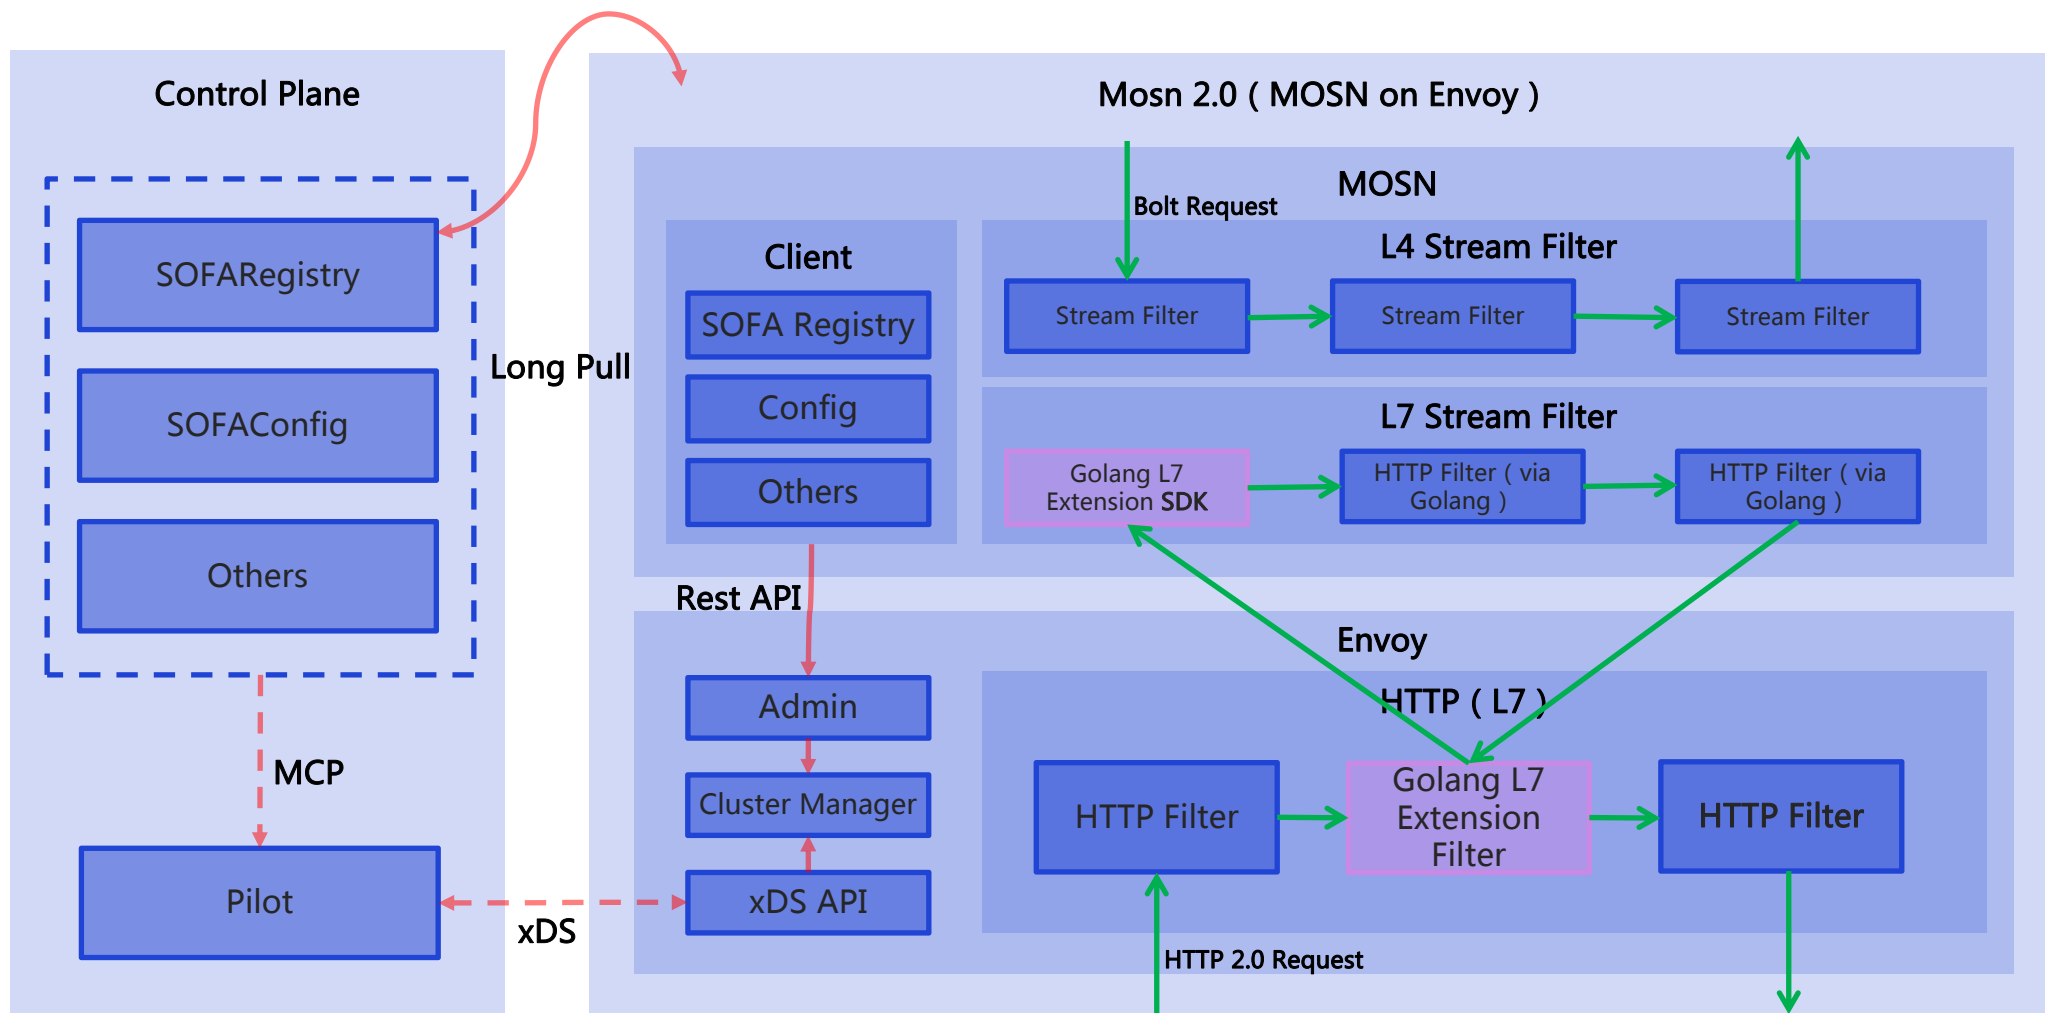 Control Plane
SOFARegistry
SOFAConfig
Others
MCP
Pilot
Long Pull
xDS
Mosn 2.0 ( MOSN on Envoy )
MOSN
Client
SOFA Registry
Config
Others
Bolt Request
L4 Stream Filter
Stream Filter
Stream Filter
Stream Filter
L7 Stream Filter
Golang L7
Extension SDK
HTTP Filter ( via
Golang )
HTTP Filter ( via
Golang )
Rest API
Envoy
Admin
Cluster Manager
xDS API
HTTP ( L7 )
HTTP Filter
Golang L7
Extension
Filter
HTTP Filter
HTTP 2.0 Request